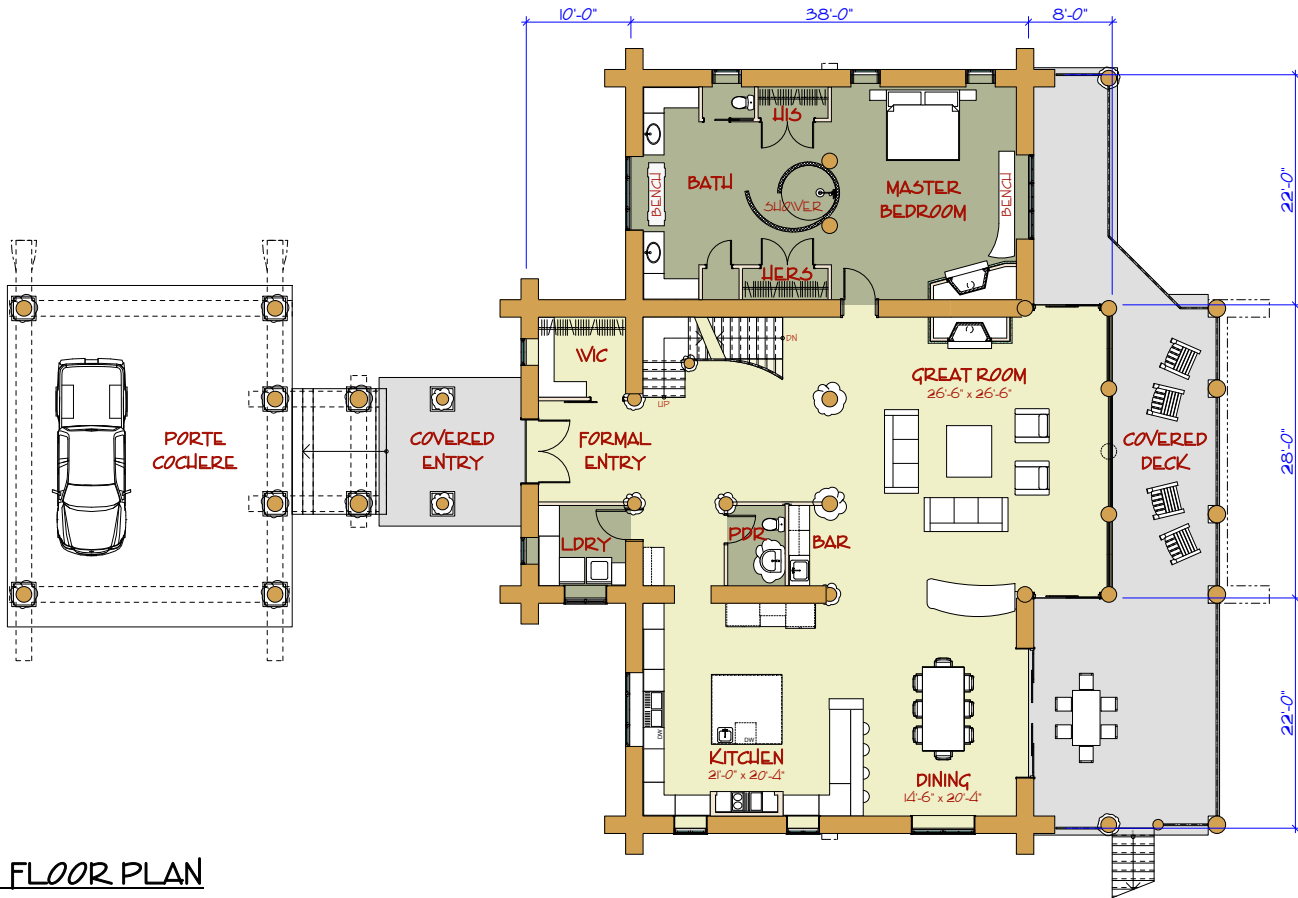 10'-0"
38'-0"
8'-0"
HIS
BATH
BENCH
SHOWER
MASTER
BEDROOM
BENCH
22'-0"
HERS
WIC
DN
UP
GREAT ROOM
26'-6" x 26'-6"
PORTE
COCHERE
COVERED
ENTRY
FORMAL
ENTRY
COVERED
DECK
28'-0"
LDRY
PDR
BAR
DW
DW
KITCHEN
21'-0" x 20'-4"
DINING
14'-6" x 20'-4"
22'-0"
FLOOR PLAN